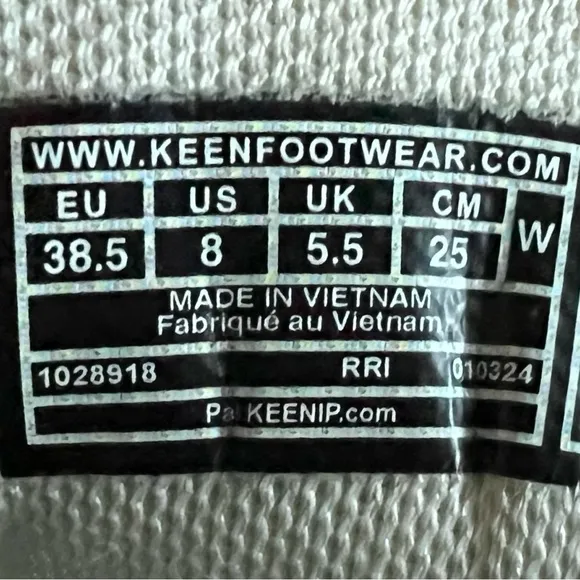 WWW.KEENFOOTWEAR.COM
EU US UK CM W
38.5 8 5.5 25
MADE IN VIETNAM
Fabriqué au Vietnam
1028918 RRI 010324
KEENIP.com